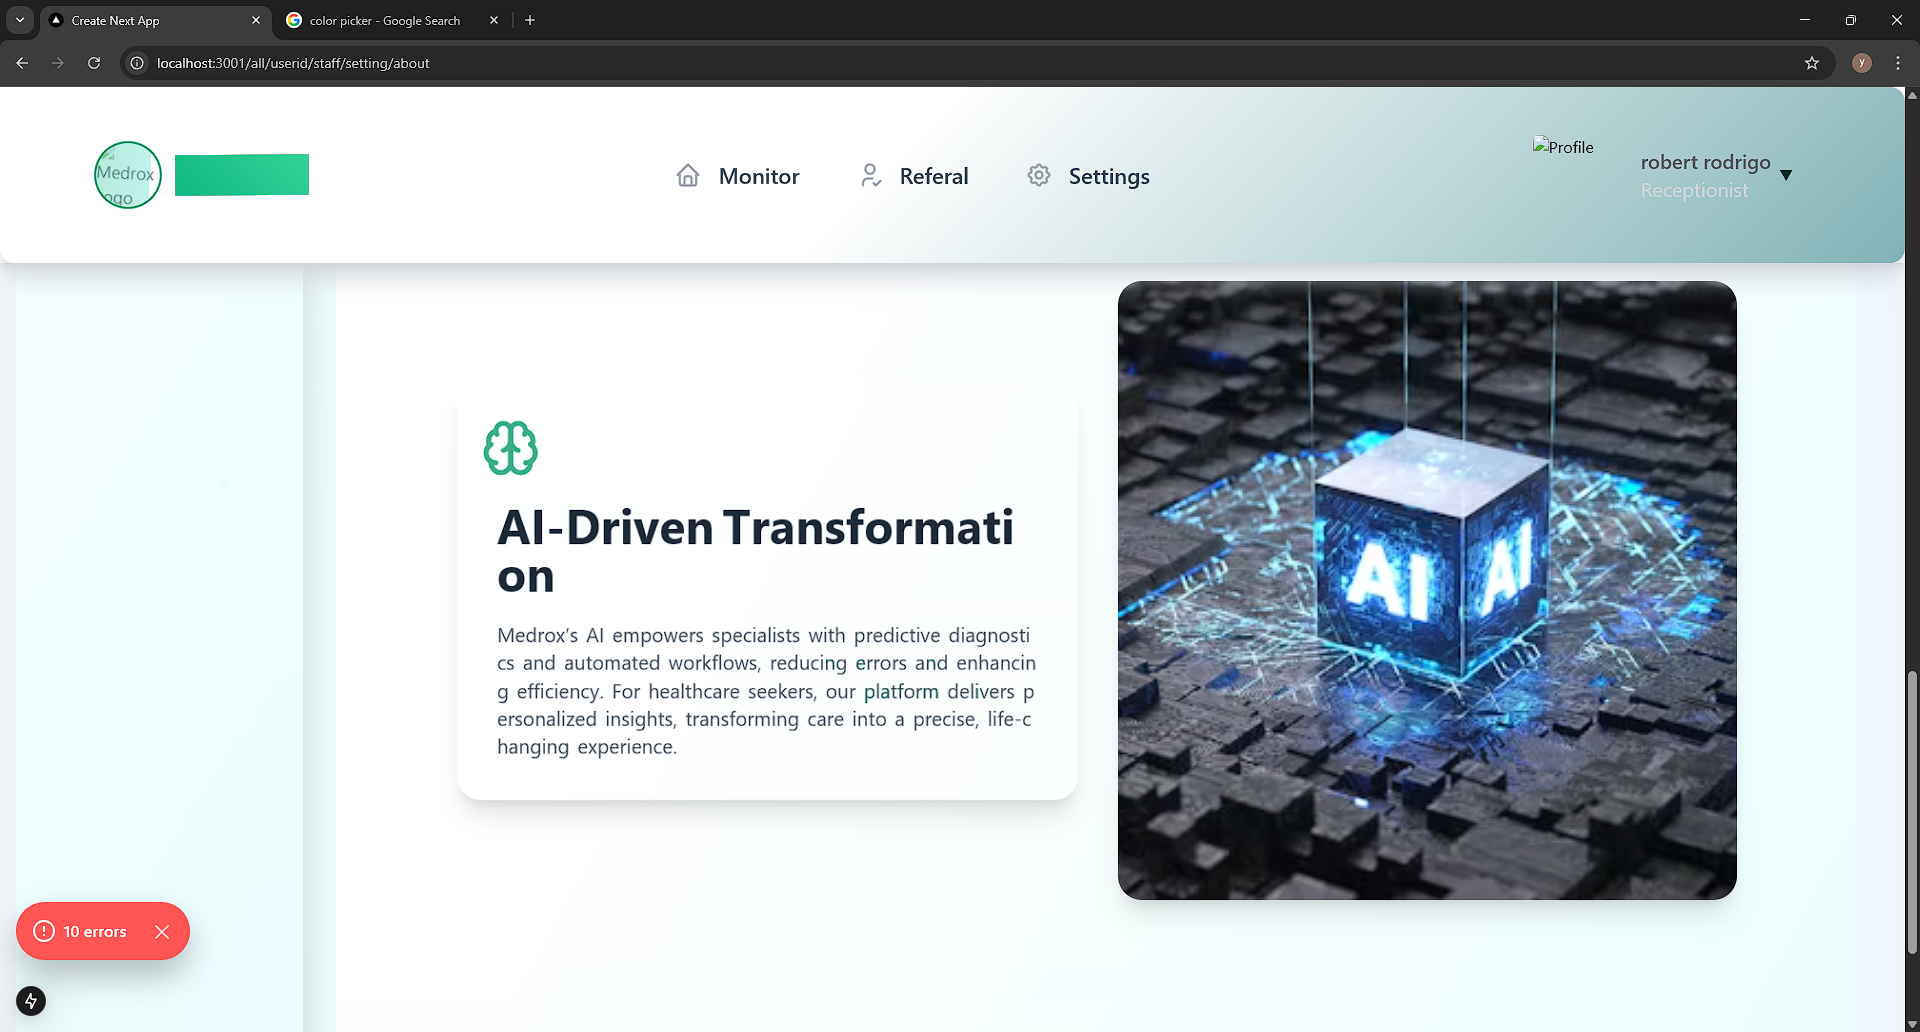 Create Next App
color picker - Google Search
localhost:3001/all/userid/staff/setting/about
y
Medrox
ogo
Monitor
Referal
Settings
Profile
robert rodrigo
Receptionist
AI-Driven Transformati
on
Medrox's AI empowers specialists with predictive diagnosti
cs and automated workflows, reducing errors and enhancin
g efficiency. For healthcare seekers, our platform delivers p
ersonalized insights, transforming care into a precise, life-c
hanging experience.
AI
AI
10 errors